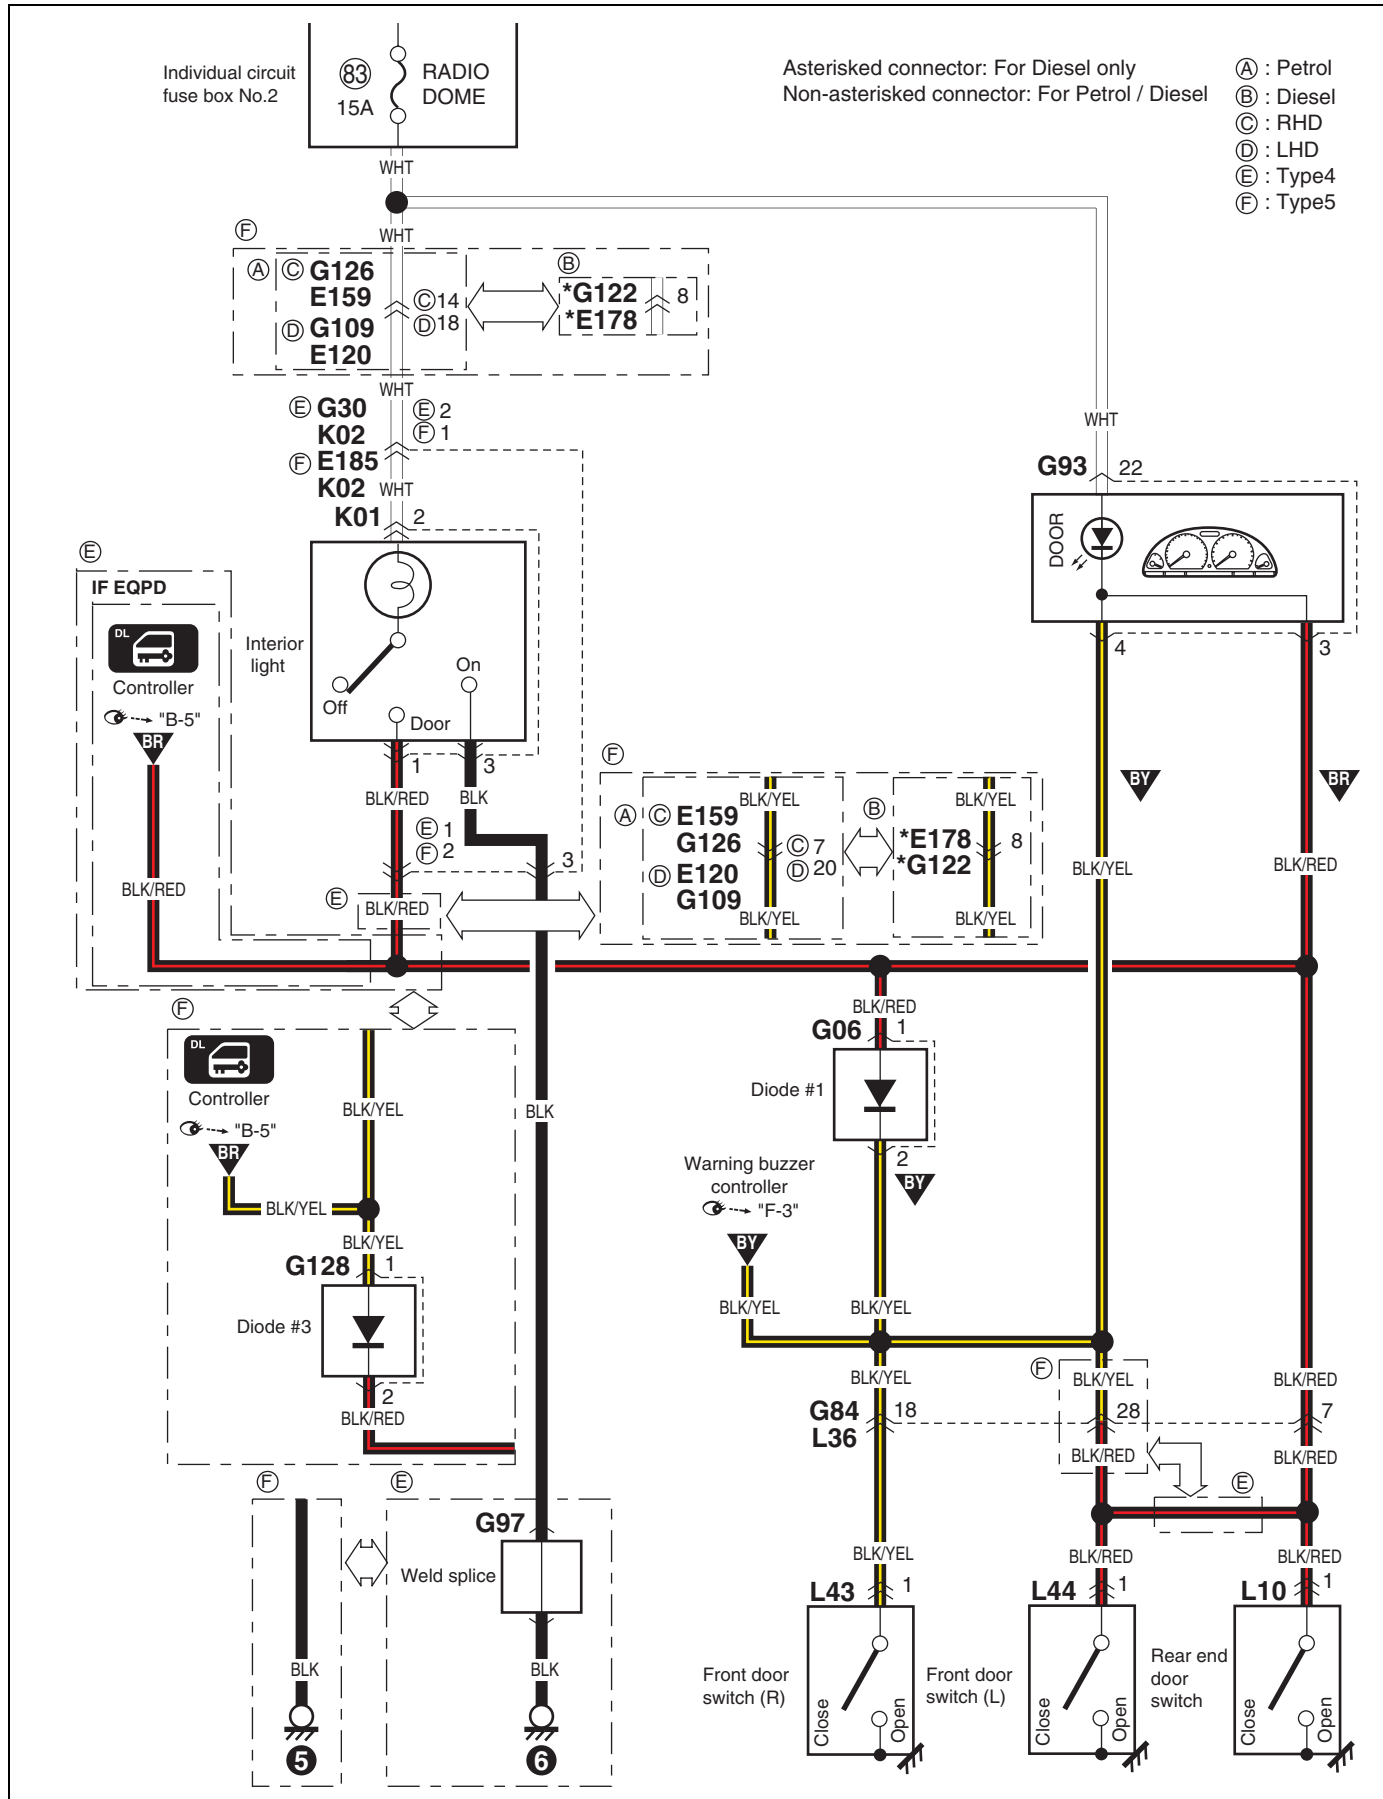 Individual circuit
fuse box No.2
83
15A
RADIO
DOME
Asterisked connector: For Diesel only
Non-asterisked connector: For Petrol / Diesel
A : Petrol
B : Diesel
C : RHD
D : LHD
E : Type4
F : Type5
WHT
WHT
F
A
C G126
E159
D G109
E120
C 14
D 18
B
*G122
*E178
8
WHT
E G30
K02
F E185
K02
E 2
F 1
WHT
K01 2
WHT
G93 22
DOOR
4
3
E
IF EQPD
DL
Controller
"B-5"
BR
BLK/RED
Interior
light
On
Off
Door
1
3
BLK/RED
BLK
E 1
F 2
3
E
BLK/RED
F
A
C E159
G126
D E120
G109
BLK/YEL
C 7
D 20
BLK/YEL
B
BLK/YEL
*E178
*G122
8
BLK/YEL
BY
BR
BLK/YEL
BLK/RED
F
DL
Controller
"B-5"
BR
BLK/YEL
BLK/YEL
BLK/YEL
G128 1
Diode #3
2
BLK/RED
BLK
BLK/RED
G06 1
Diode #1
2
BY
Warning buzzer
controller
"F-3"
BY
BLK/YEL
BLK/YEL
BLK/YEL
F
BLK/YEL
BLK/RED
G84
L36
18
28
7
BLK/RED
BLK/RED
E
F
E
G97
Weld splice
BLK
BLK
5
6
BLK/YEL
BLK/RED
BLK/RED
L43 1
L44 1
L10 1
Front door
switch (R)
Close
Open
Front door
switch (L)
Close
Open
Rear end
door
switch
Close
Open